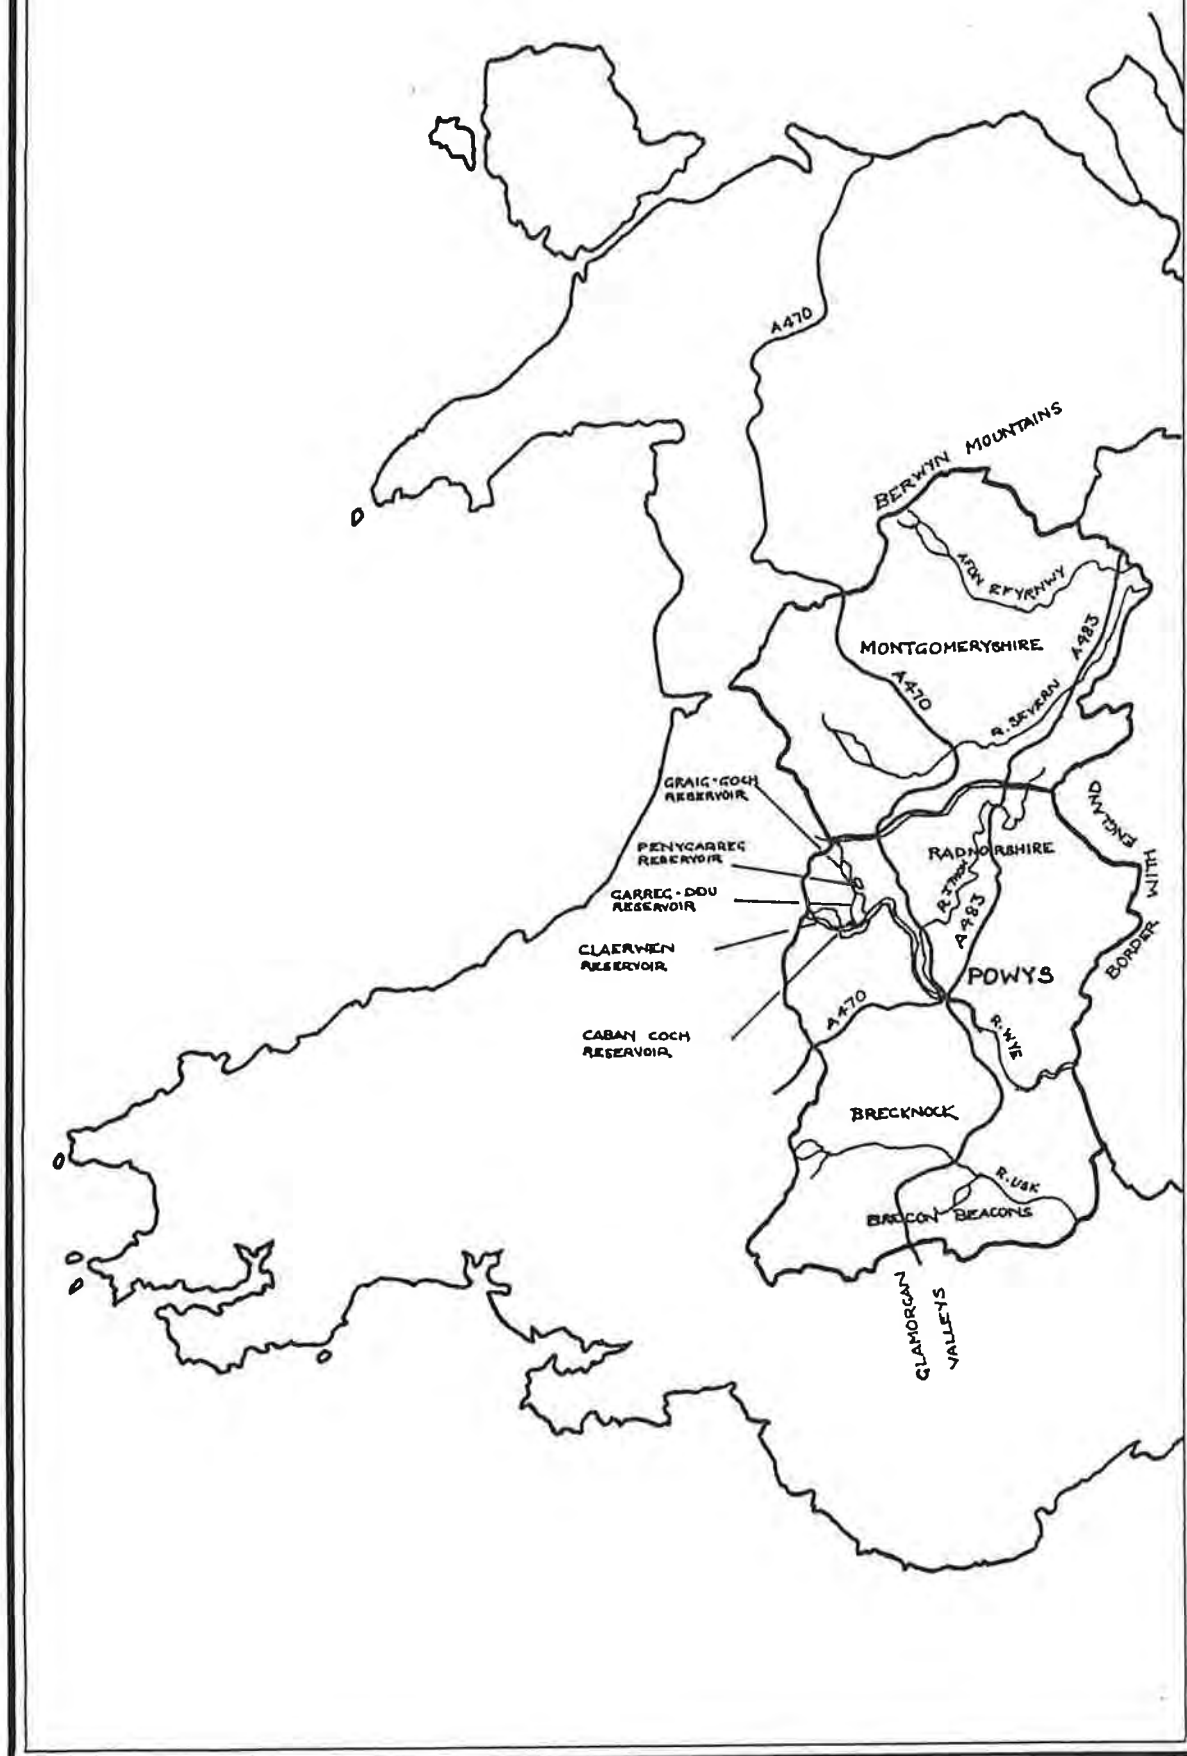 A470
BERWYN MOUNTAINS
AFON EFYRNWY
MONTGOMERYSHIRE
A483
A470
R. SEVERN
GRAIG-GOCH
RESERVOIR
PENYGARREG
RESERVOIR
GARREG-DDU
RESERVOIR
CLAERWEN
RESERVOIR
CABAN COCH
RESERVOIR
RADNORSHIRE
R ITHON
A483
ENGLAND
BORDER WITH
POWYS
A470
R. WYE
BRECKNOCK
R. USK
BRECON BEACONS
GLAMORGAN
VALLEYS